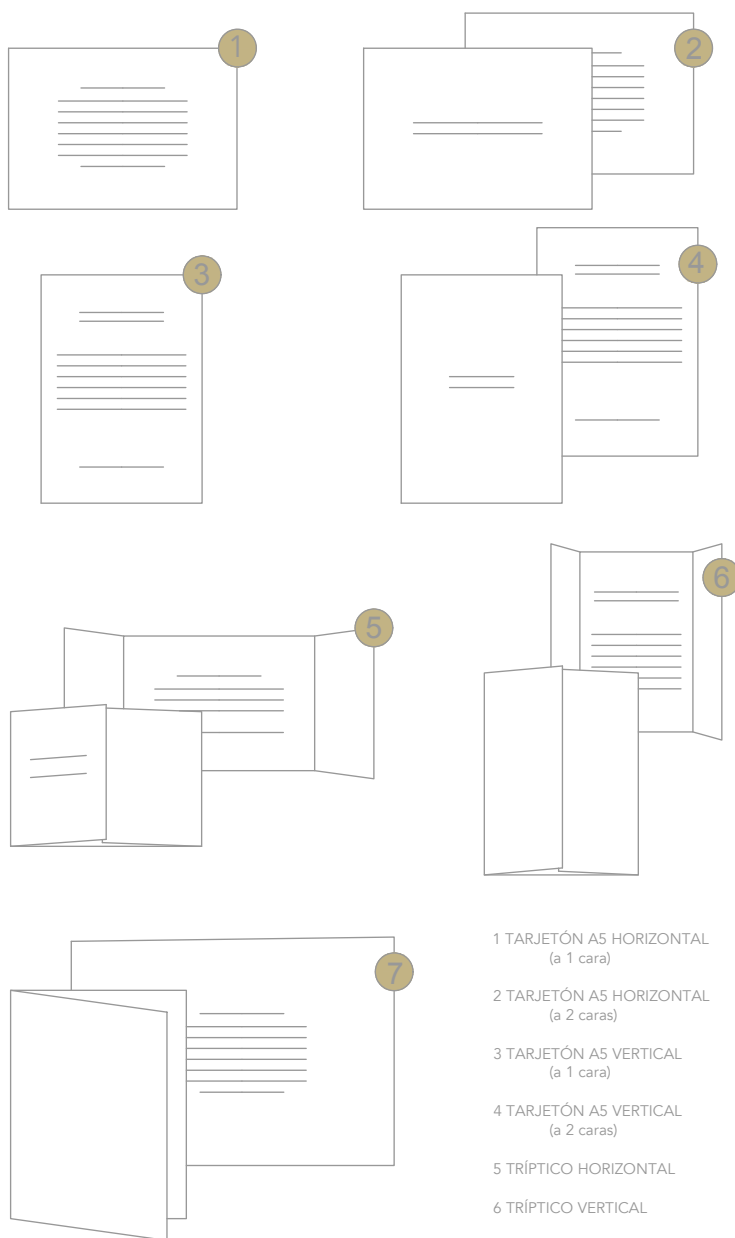 1
2
3
4
5
6
7
1 TARJETÓN A5 HORIZONTAL
(a 1 cara)
2 TARJETÓN A5 HORIZONTAL
(a 2 caras)
3 TARJETÓN A5 VERTICAL
(a 1 cara)
4 TARJETÓN A5 VERTICAL
(a 2 caras)
5 TRÍPTICO HORIZONTAL
6 TRÍPTICO VERTICAL